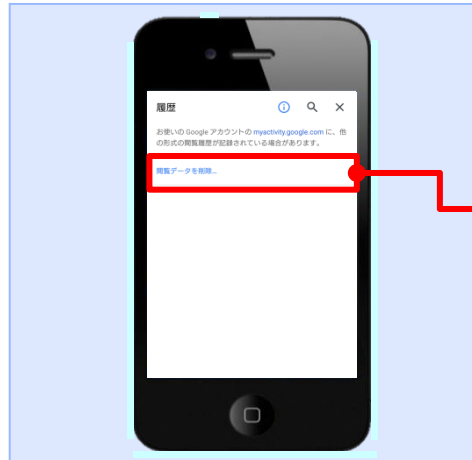 履歴
お使いの Google アカウントの myactivity.google.com に、他
の形式の閲覧履歴が記録されている場合があります。
閲覧データを削除...